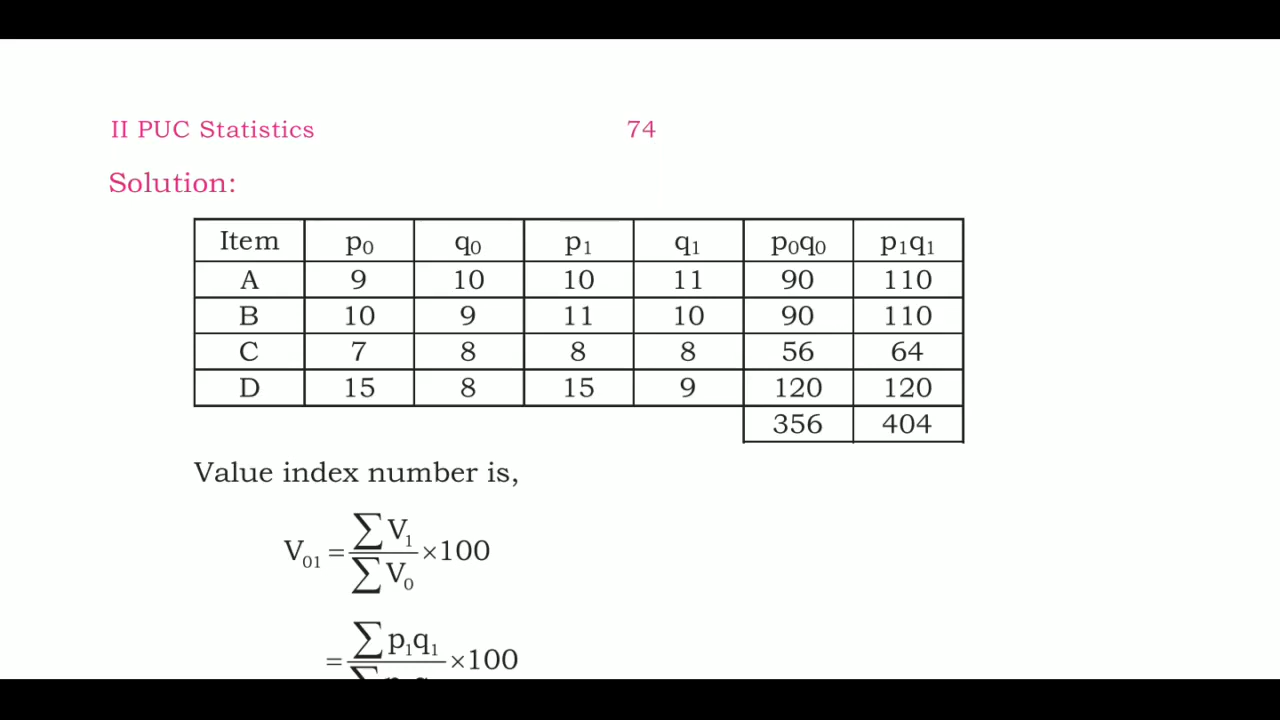 II PUC Statistics 74
Solution:
Item p₀ q₀ p₁ q₁ p₀q₀ p₁q₁
A 9 10 10 11 90 110
B 10 9 11 10 90 110
C 7 8 8 8 56 64
D 15 8 15 9 120 120
356 404
Value index number is,
V₀₁ = ∑V₁ / ∑V₀ ×100
= ∑p₁q₁ / ∑ ×100